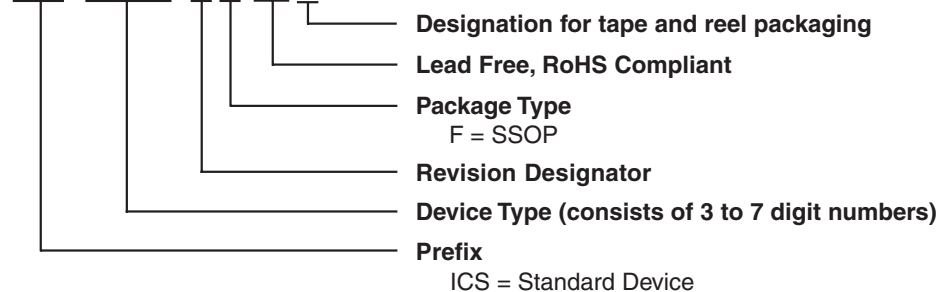 Designation for tape and reel packaging
Lead Free, RoHS Compliant
Package Type
F = SSOP
Revision Designator
Device Type (consists of 3 to 7 digit numbers)
Prefix
ICS = Standard Device